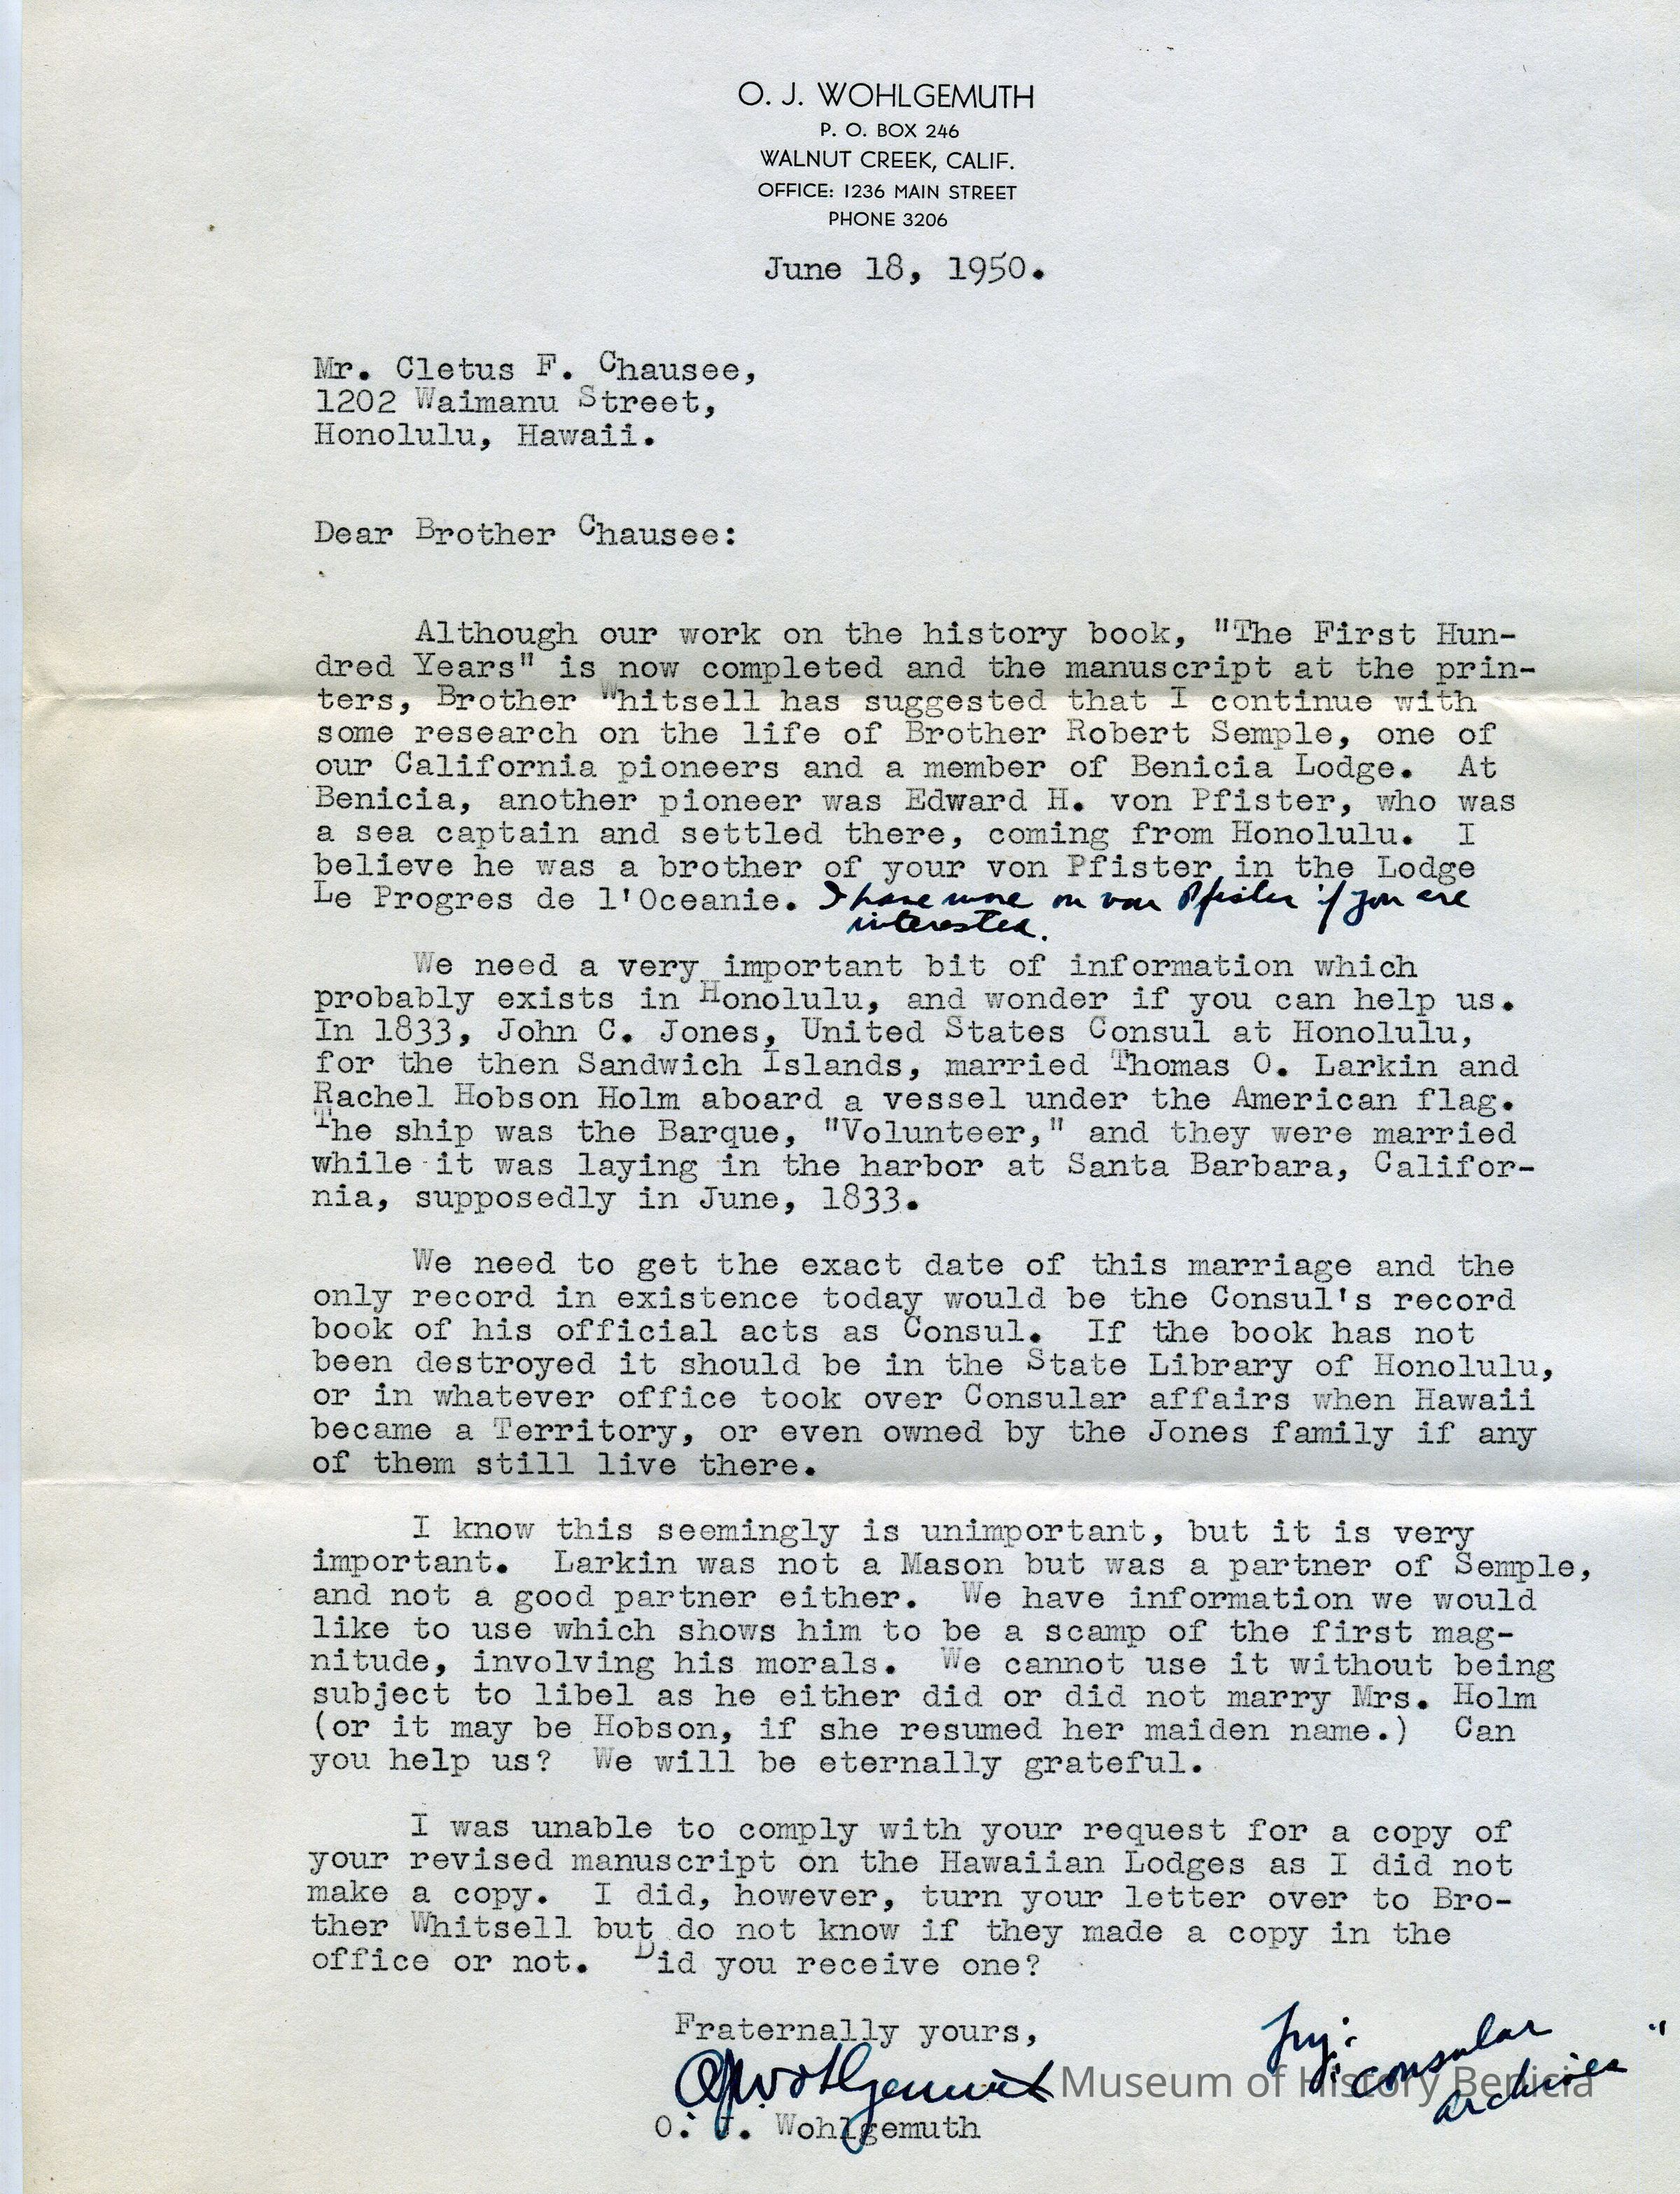 O. J. WOHLGEMUTH
P. O. BOX 246
WALNUT CREEK, CALIF.
OFFICE: 1236 MAIN STREET
PHONE 3206
June 18, 1950.
Mr. Cletus F. Chausee,
1202 Waimanu Street,
Honolulu, Hawaii.
Dear Brother Chausee:
Although our work on the history book, "The First Hun-
dred Years" is now completed and the manuscript at the prin-
ters, Brother Whitsell has suggested that I continue with
some research on the life of Brother Robert Semple, one of
our California pioneers and a member of Benicia Lodge. At
Benicia, another pioneer was Edward H. von Pfister, who was
a sea captain and settled there, coming from Honolulu. I
believe he was a brother of your von Pfister in the Lodge
Le Progres de l'Oceanie. I have more on von Pfister if you are
interested.
We need a very important bit of information which
probably exists in Honolulu, and wonder if you can help us.
In 1833, John C. Jones, United States Consul at Honolulu,
for the then Sandwich Islands, married Thomas O. Larkin and
Rachel Hobson Holm aboard a vessel under the American flag.
The ship was the Barque, "Volunteer," and they were married
while it was laying in the harbor at Santa Barbara, Califor-
nia, supposedly in June, 1833.
We need to get the exact date of this marriage and the
only record in existence today would be the Consul's record
book of his official acts as Consul. If the book has not
been destroyed it should be in the State Library of Honolulu,
or in whatever office took over Consular affairs when Hawaii
became a Territory, or even owned by the Jones family if any
of them still live there.
I know this seemingly is unimportant, but it is very
important. Larkin was not a Mason but was a partner of Semple,
and not a good partner either. We have information we would
like to use which shows him to be a scamp of the first mag-
nitude, involving his morals. We cannot use it without being
subject to libel as he either did or did not marry Mrs. Holm
(or it may be Hobson, if she resumed her maiden name.) Can
you help us? We will be eternally grateful.
I was unable to comply with your request for a copy of
your revised manuscript on the Hawaiian Lodges as I did not
make a copy. I did, however, turn your letter over to Bro-
ther Whitsell but do not know if they made a copy in the
office or not. Did you receive one?
Fraternally yours,
OJWohlgemuth
O. J. Wohlgemuth
Try:
"Consular
archives"
Museum of History Benicia